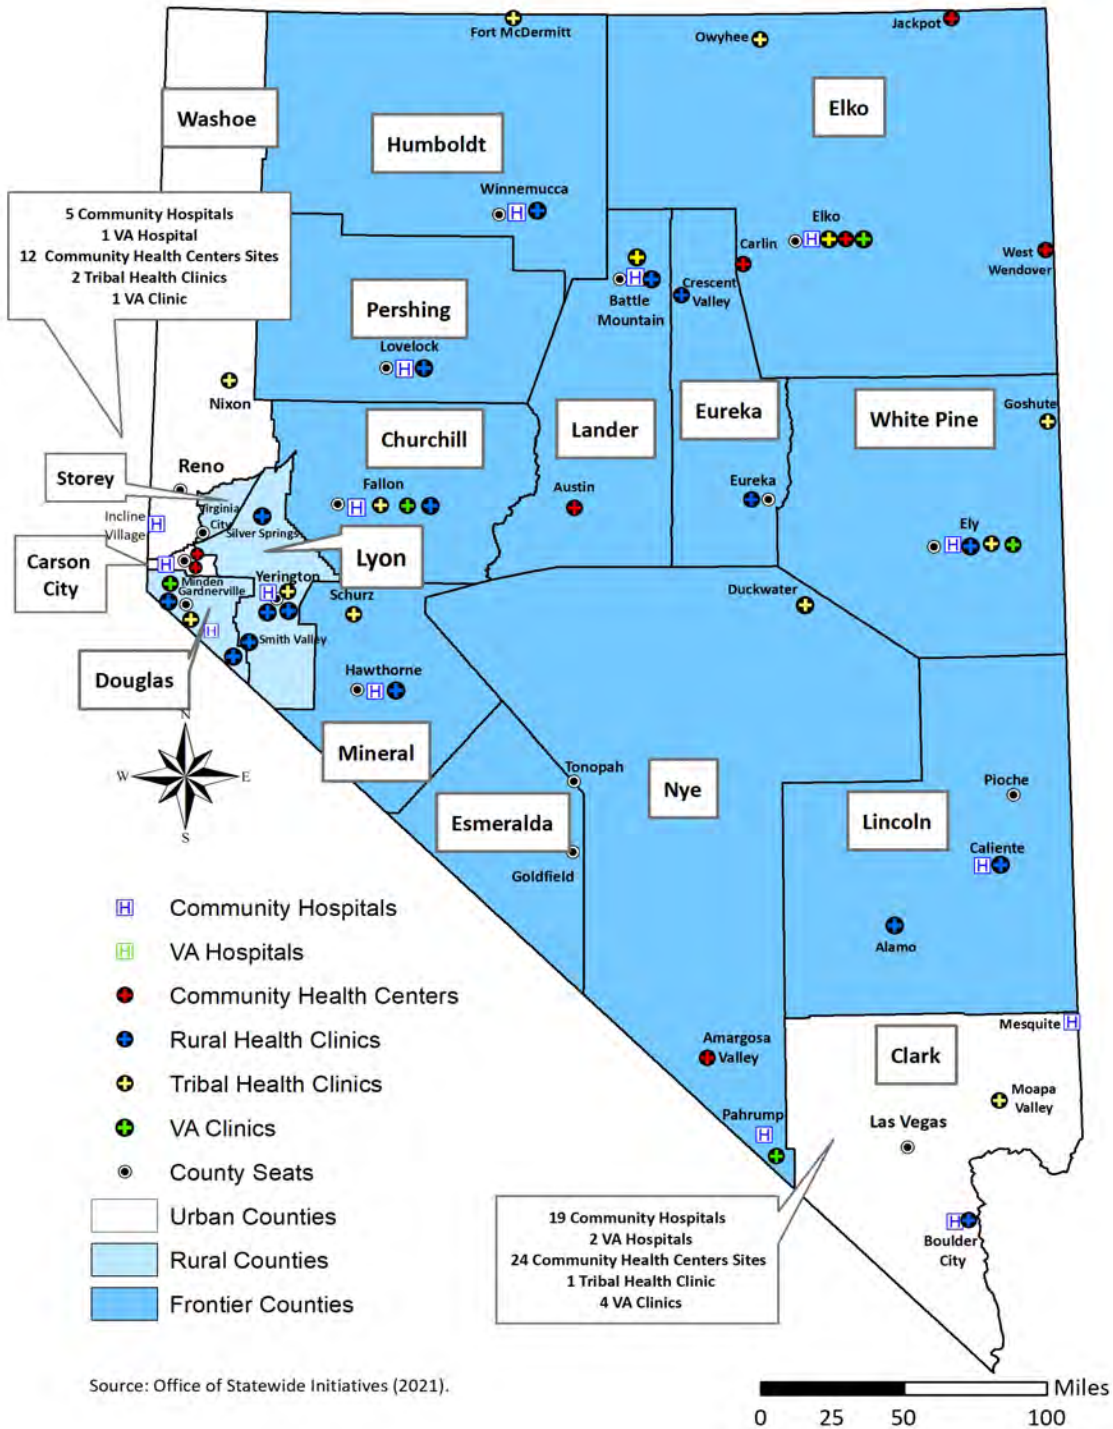 Fort McDermitt
Owyhee
Jackpot
Washoe
Humboldt
Elko
Winnemucca
5 Community Hospitals
1 VA Hospital
12 Community Health Centers Sites
2 Tribal Health Clinics
1 VA Clinic
Elko
Carlin
West
Wendover
Crescent
Valley
Battle
Mountain
Pershing
Lovelock
Nixon
Churchill
Lander
Eureka
White Pine
Goshute
Reno
Storey
Fallon
Austin
Eureka
Ely
Virginia
City
Silver Springs
Incline
Village
H
Carson
City
Lyon
Minden
Gardnerville
Yerington
Schurz
Duckwater
Smith Valley
Douglas
Hawthorne
Mineral
N
W
E
S
Tonopah
Nye
Pioche
Esmeralda
Lincoln
Goldfield
Caliente
Alamo
H Community Hospitals
H VA Hospitals
Community Health Centers
Rural Health Clinics
Tribal Health Clinics
VA Clinics
County Seats
Urban Counties
Rural Counties
Frontier Counties
Mesquite H
Amargosa
Valley
Clark
Moapa
Valley
Pahrump
H
Las Vegas
19 Community Hospitals
2 VA Hospitals
24 Community Health Centers Sites
1 Tribal Health Clinic
4 VA Clinics
H
Boulder
City
Source: Office of Statewide Initiatives (2021).
Miles
0 25 50 100